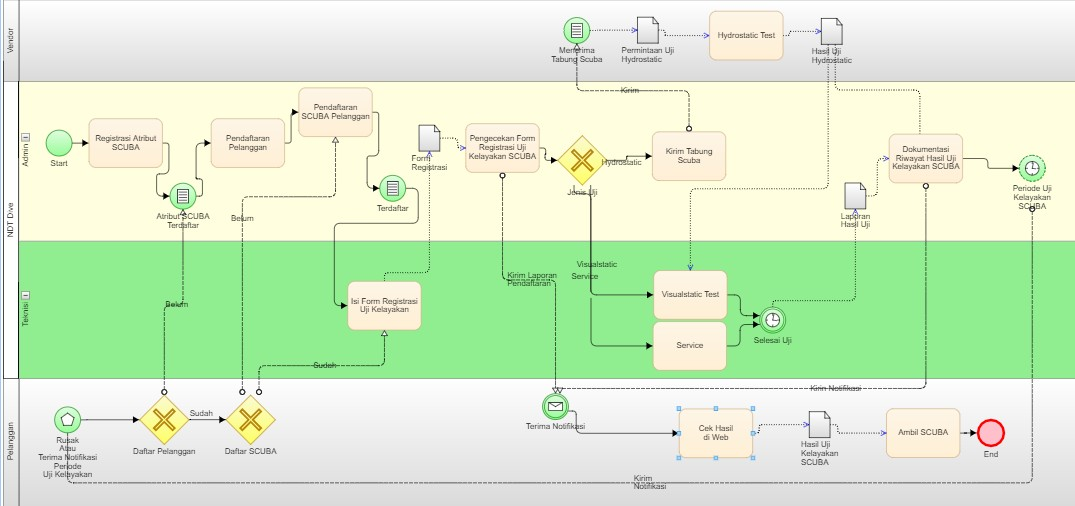 Vendor
Menerima
Tabung Scuba
Permintaan Uji
Hydrostatic
Hydrostatic Test
Hasil Uji
Hydrostatic
Kirim
NDT Dive
Admin
Start
Registrasi Atribut
SCUBA
Atribut SCUBA
Terdaftar
Pendaftaran
Pelanggan
Pendaftaran
SCUBA Pelanggan
Terdaftar
Form
Registrasi
Pengecekan Form
Registrasi Uji
Kelayakan SCUBA
Jenis Uji
Hydrostatic
Kirim Tabung
Scuba
Laporan
Hasil Uji
Dokumentasi
Riwayat Hasil Uji
Kelayakan SCUBA
Periode Uji
Kelayakan
SCUBA
Belum
Teknisi
Belum
Isi Form Registrasi
Uji Kelayakan
Sudah
Kirim Laporan
Pendaftaran
Visualstatic
Service
Visualstatic Test
Service
Selesai Uji
Kirin Notifikasi
Pelanggan
Rusak
Atau
Terima Notifikasi
Periode
Uji Kelayakan
Daftar Pelanggan
Sudah
Daftar SCUBA
Terima Notifikasi
Cek Hasil
di Web
Hasil Uji
Kelayakan
SCUBA
Ambil SCUBA
End
Kirim
Notifikasi